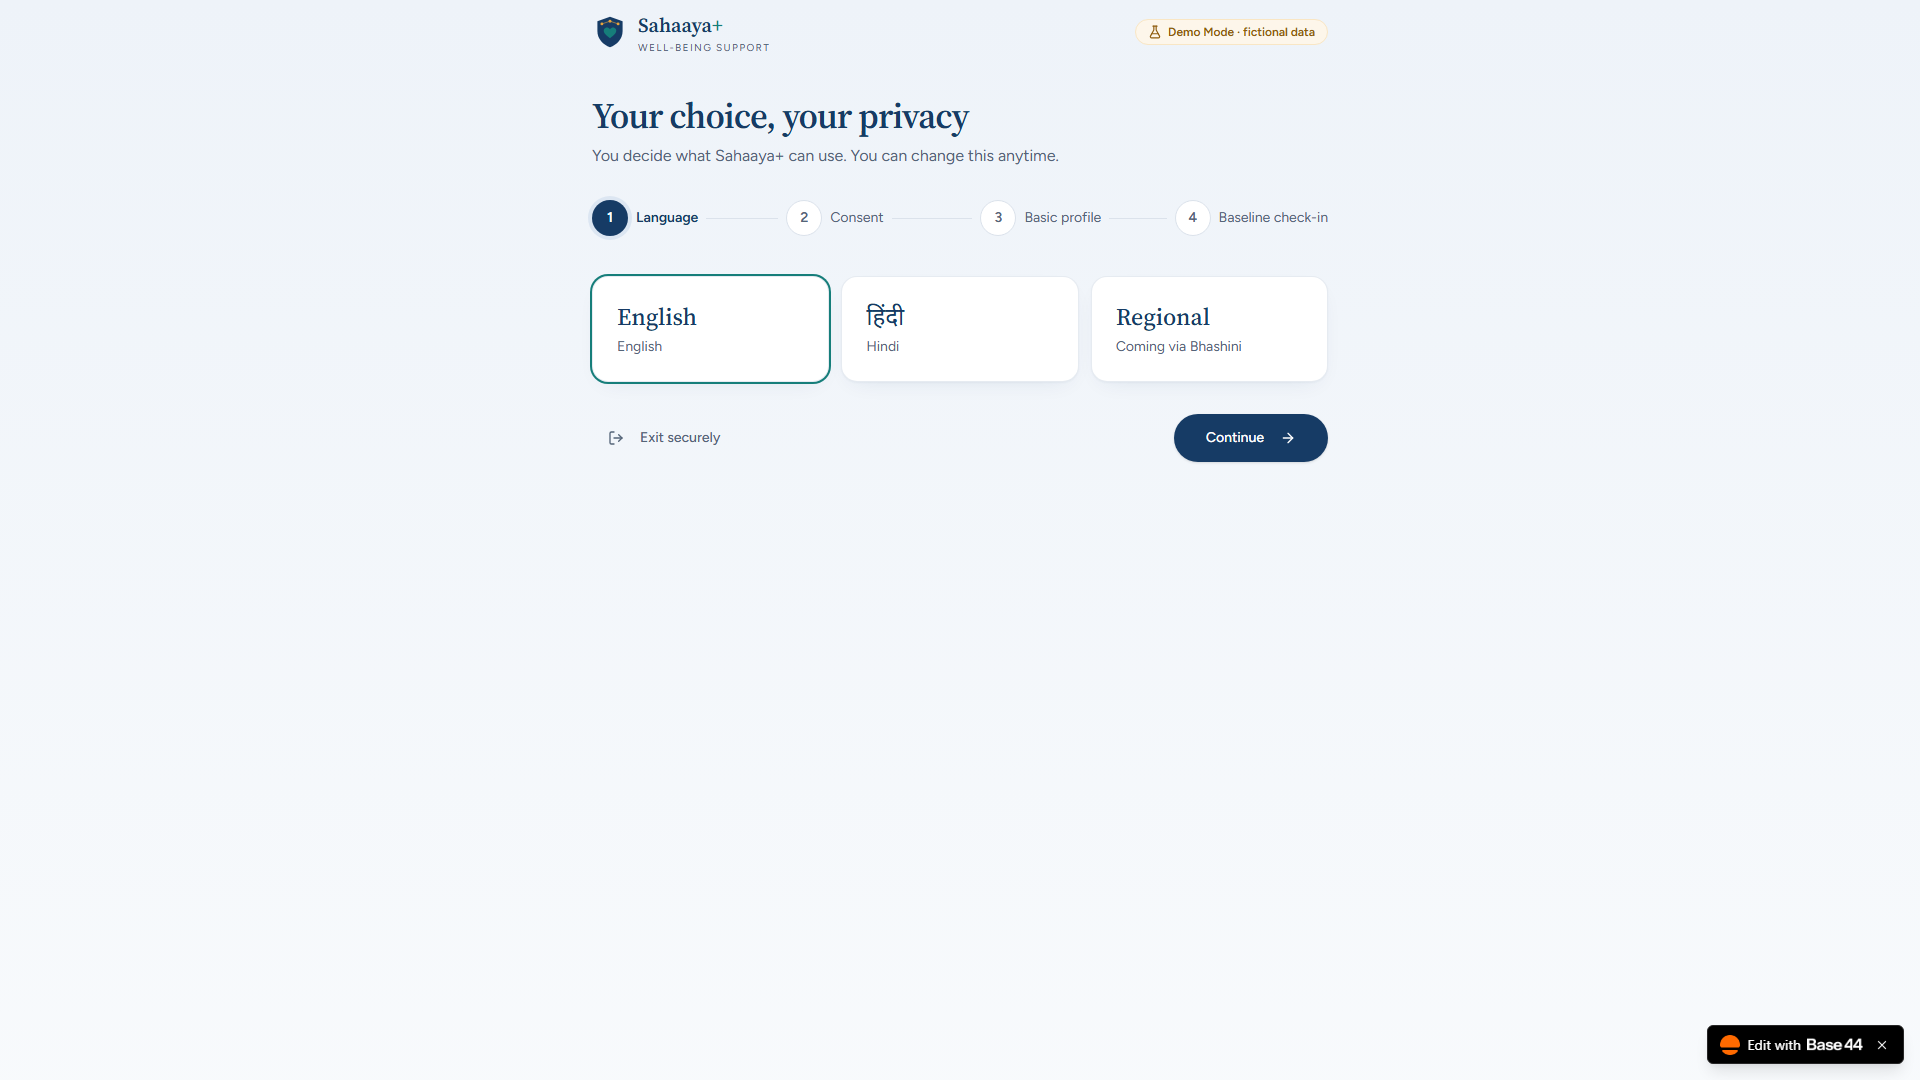 Sahaaya+
WELL-BEING SUPPORT
Demo Mode · fictional data
Your choice, your privacy
You decide what Sahaaya+ can use. You can change this anytime.
1 Language
2 Consent
3 Basic profile
4 Baseline check-in
English
English
हिंदी
Hindi
Regional
Coming via Bhashini
Exit securely
Continue
Edit with Base44